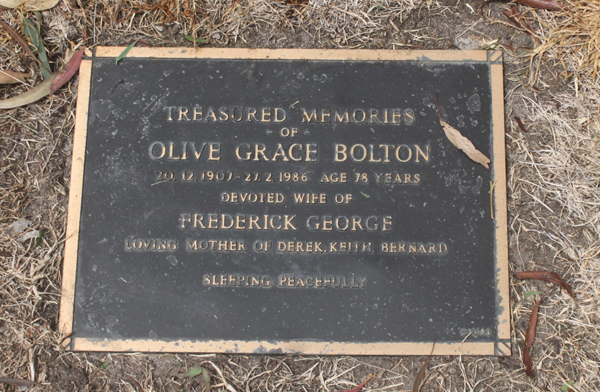 TREASURED MEMORIES
OF
OLIVE GRACE BOLTON
20.12.1907-27.2.1986 AGE 78 YEARS
DEVOTED WIFE OF
FREDERICK GEORGE
LOVING MOTHER OF DEREK, KEITH, BERNARD
SLEEPING PEACEFULLY